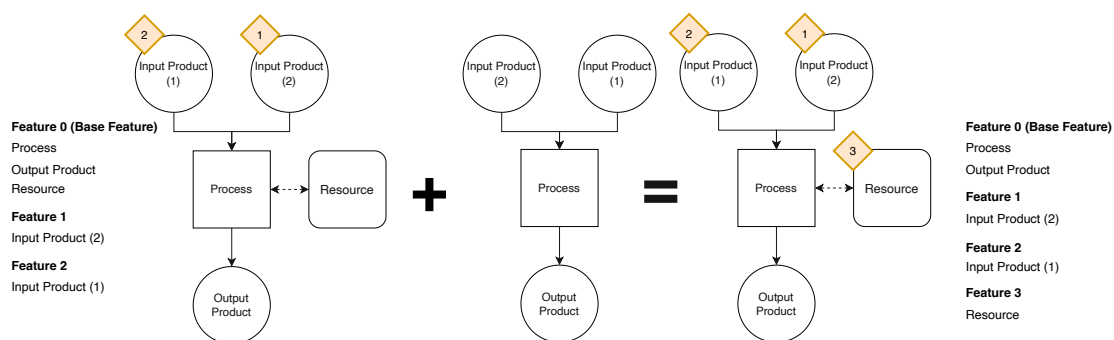 Feature 0 (Base Feature)
Process
Output Product
Resource
Feature 1
Input Product (2)
Feature 2
Input Product (1)
2
Input Product
(1)
1
Input Product
(2)
Process
Resource
Output
Product
+
Input Product
(2)
Input Product
(1)
Process
Output
Product
=
2
Input Product
(1)
1
Input Product
(2)
Process
3
Resource
Output
Product
Feature 0 (Base Feature)
Process
Output Product
Feature 1
Input Product (2)
Feature 2
Input Product (1)
Feature 3
Resource